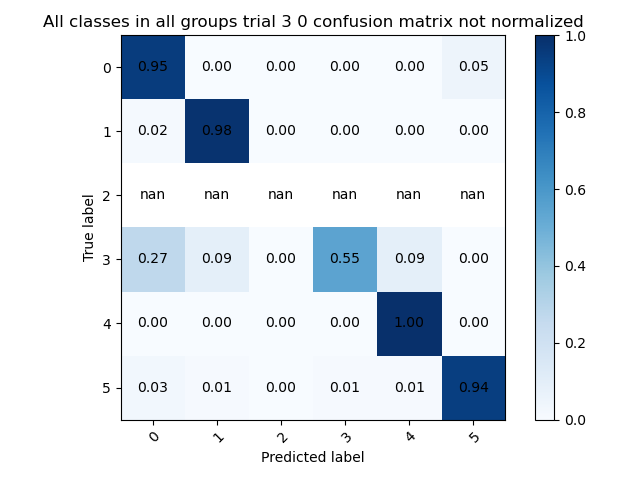 All classes in all groups trial 3 0 confusion matrix not normalized
0 0.95 0.00 0.00 0.00 0.00 0.05
1 0.02 0.98 0.00 0.00 0.00 0.00
2 nan nan nan nan nan nan
3 0.27 0.09 0.00 0.55 0.09 0.00
4 0.00 0.00 0.00 0.00 1.00 0.00
5 0.03 0.01 0.00 0.01 0.01 0.94
0 1 2 3 4 5
True label
Predicted label
1.0
0.8
0.6
0.4
0.2
0.0